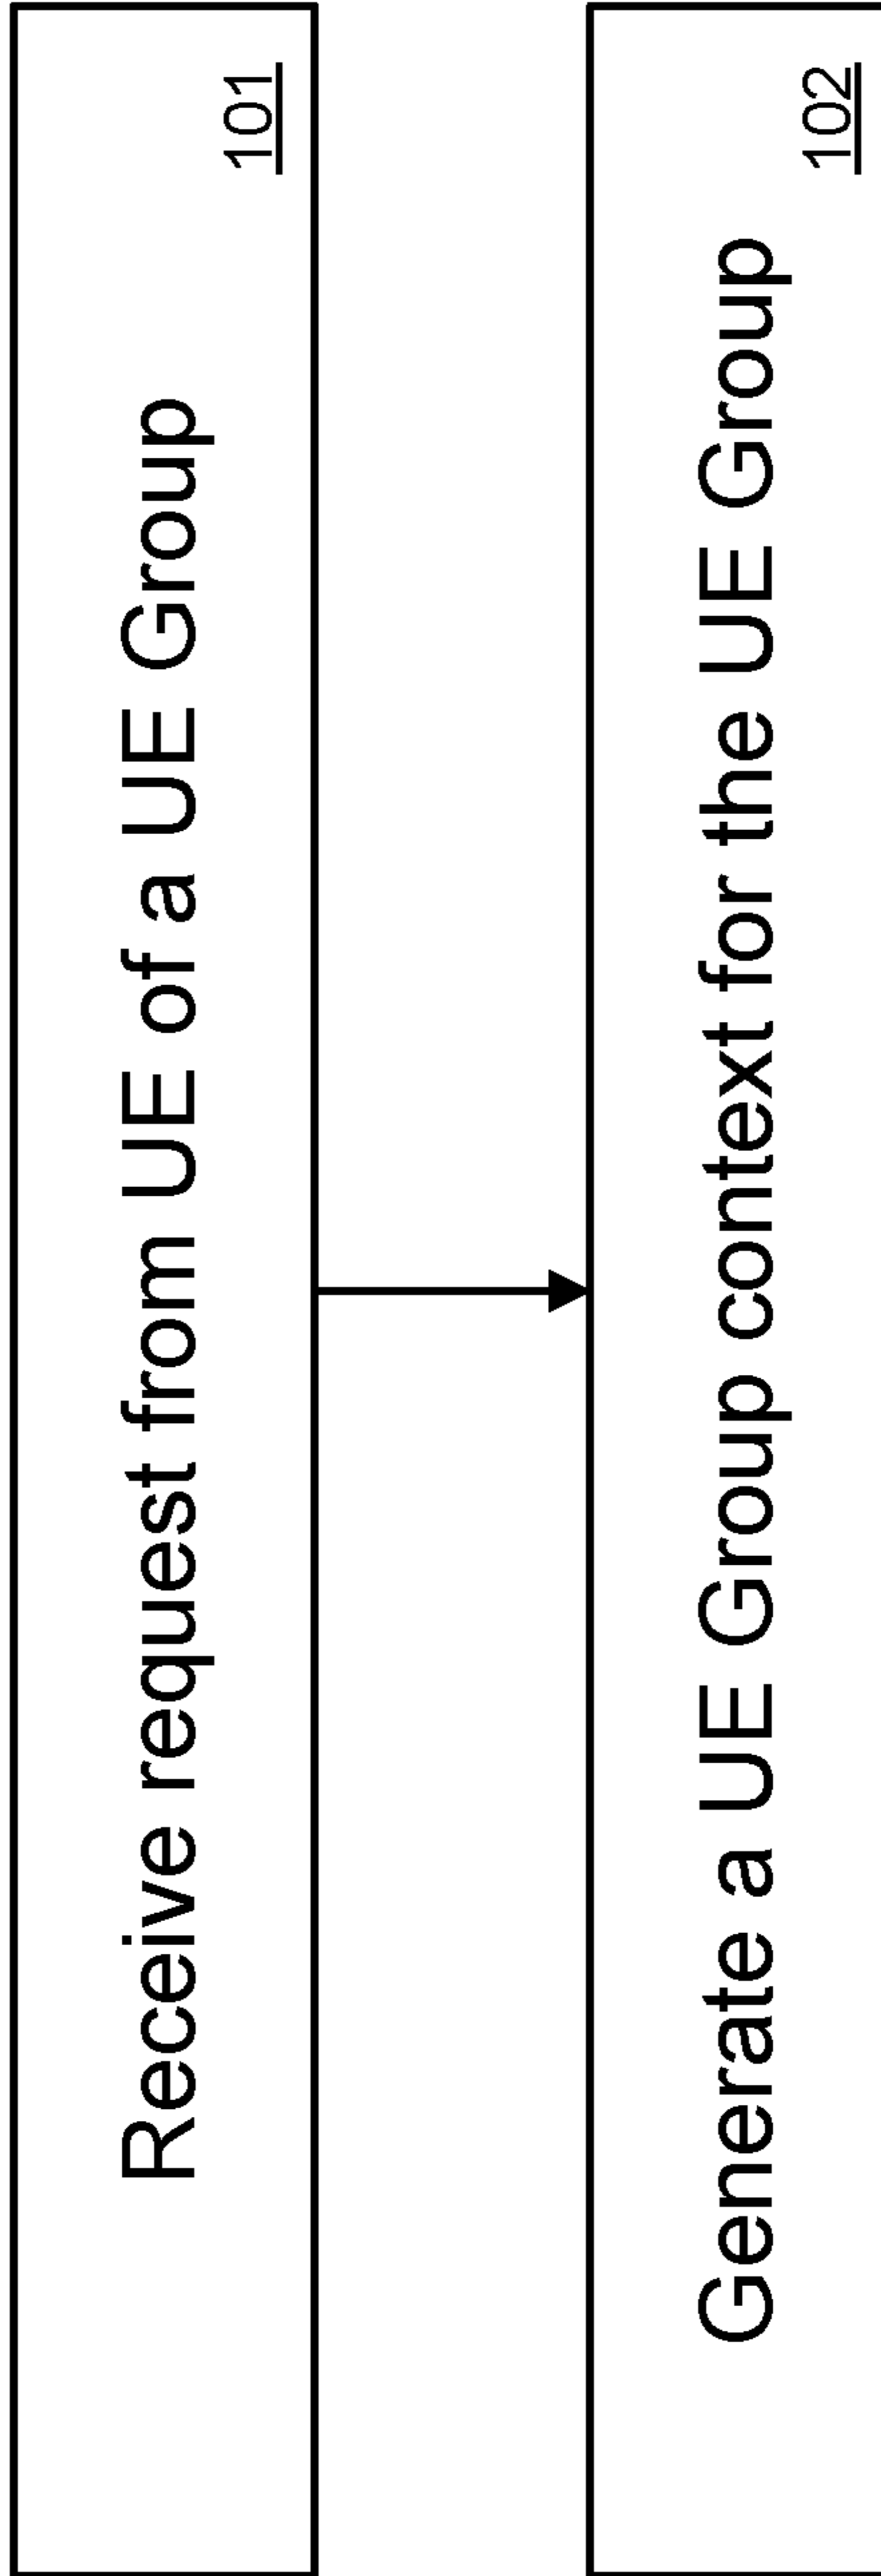 Receive request from UE of a UE Group
101
Generate a UE Group context for the UE Group
102